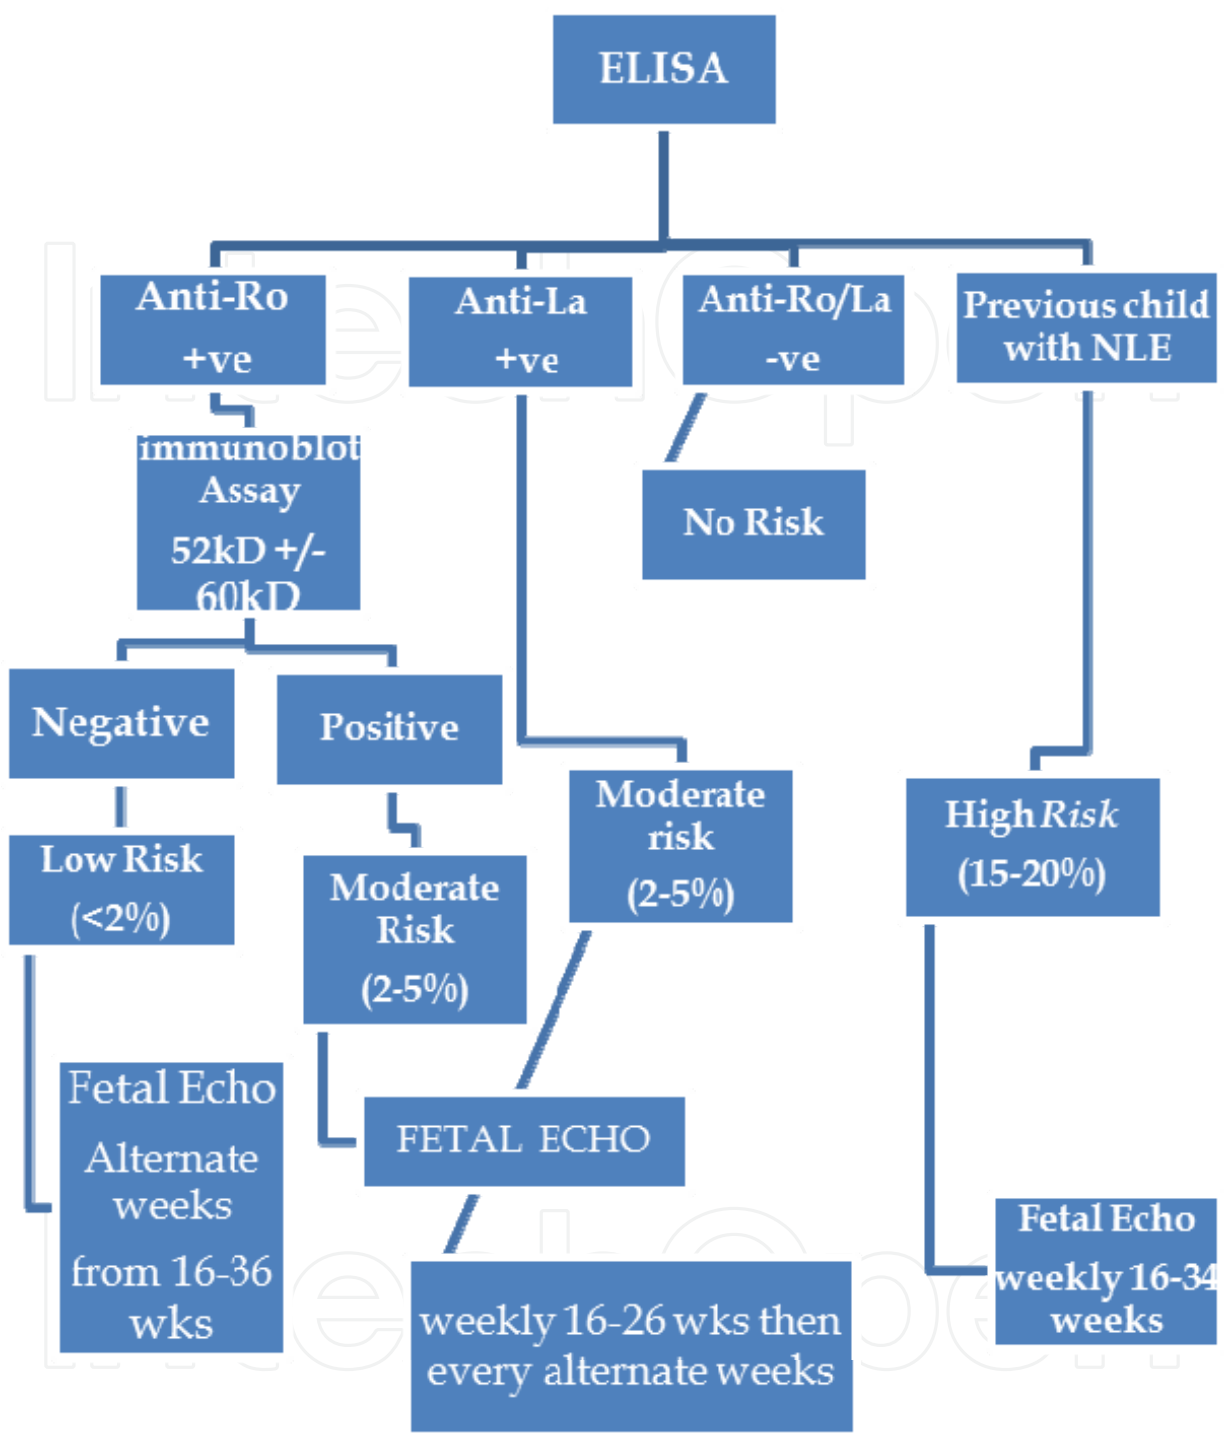 ELISA
Anti-Ro
+ve
Anti-La
+ve
Anti-Ro/La
-ve
Previous child
with NLE
immunoblot
Assay
52kD +/-
60kD
No Risk
Negative
Positive
Low Risk
(<2%)
Moderate
Risk
(2-5%)
Moderate
risk
(2-5%)
High Risk
(15-20%)
Fetal Echo
Alternate
weeks
from 16-36
wks
FETAL ECHO
weekly 16-26 wks then
every alternate weeks
Fetal Echo
weekly 16-34
weeks